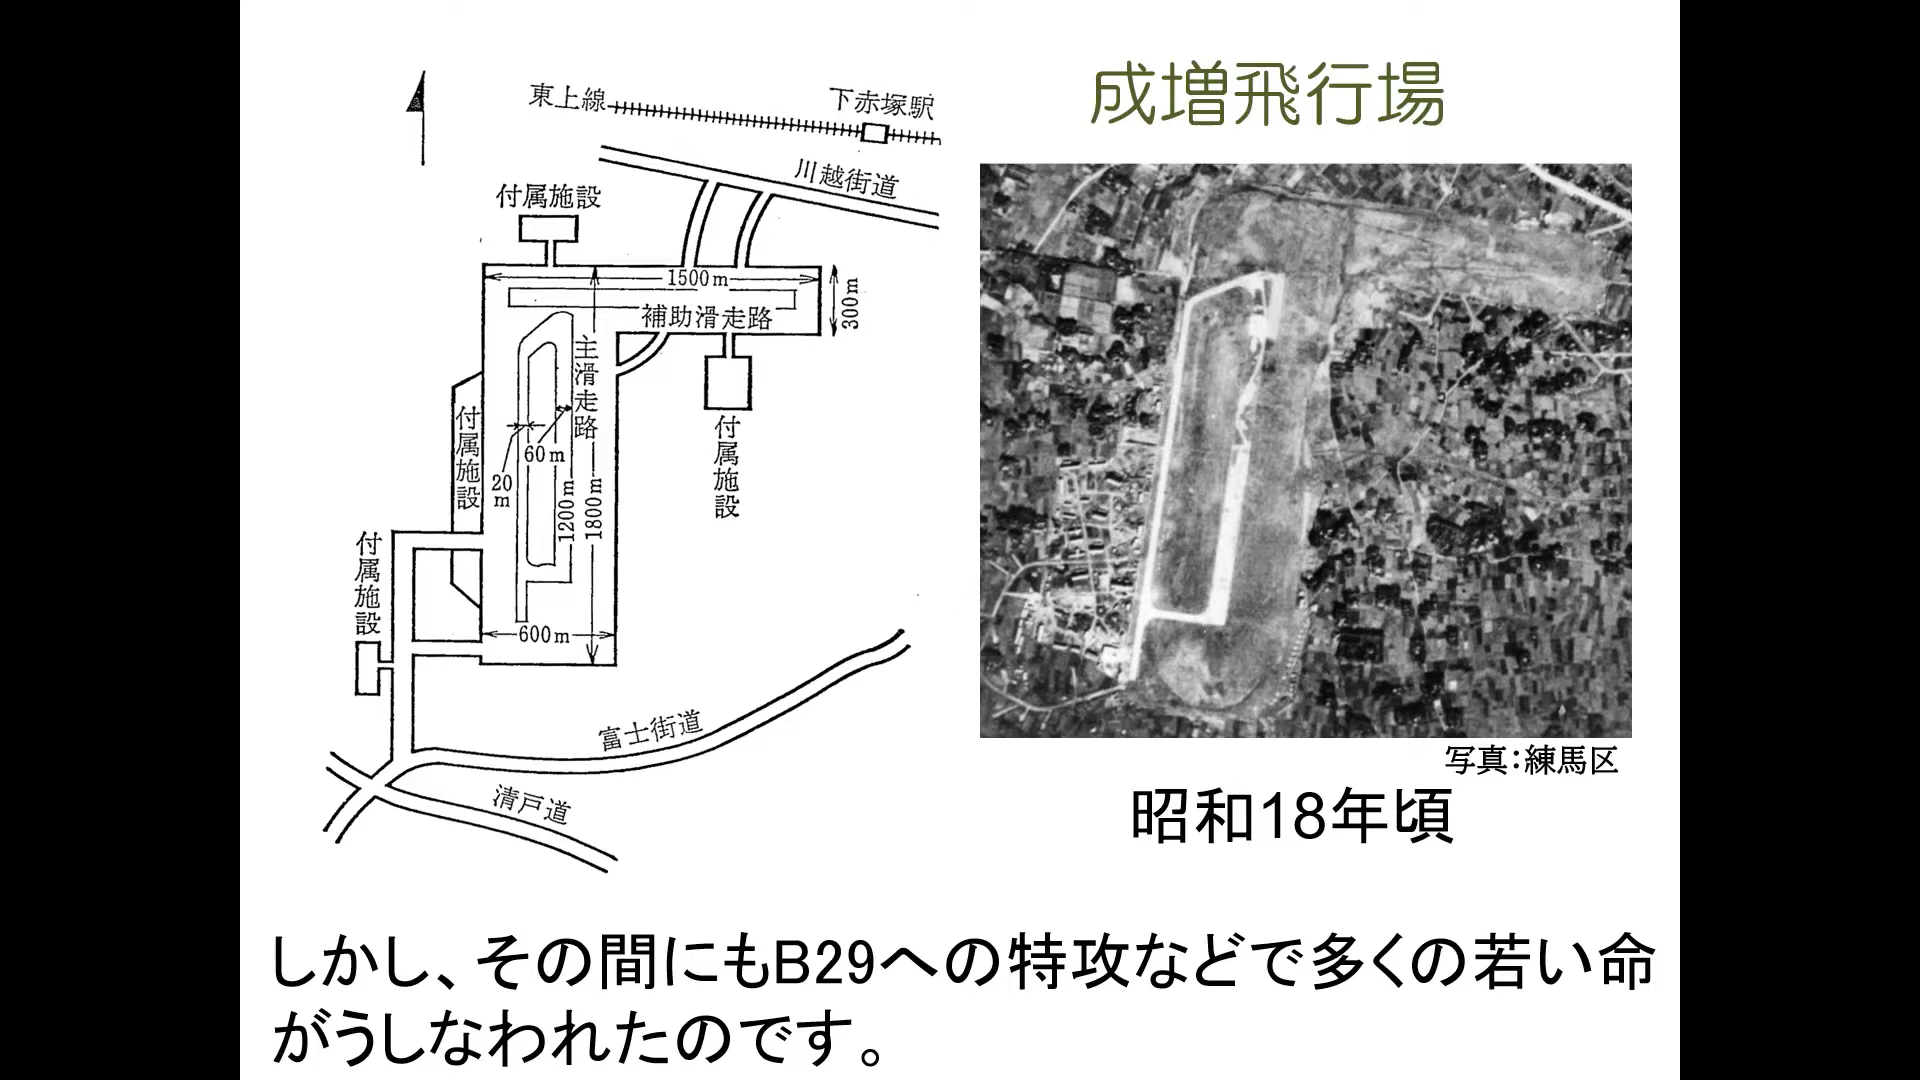 成増飛行場
東上線
下赤塚駅
川越街道
付属施設
1500m
300m
補助滑走路
主滑走路
付属施設
付属施設
60m
20m
1200m
1800m
付属施設
600m
富士街道
清戸道
写真:練馬区
昭和18年頃
しかし、その間にもB29への特攻などで多くの若い命
がうしなわれたのです。